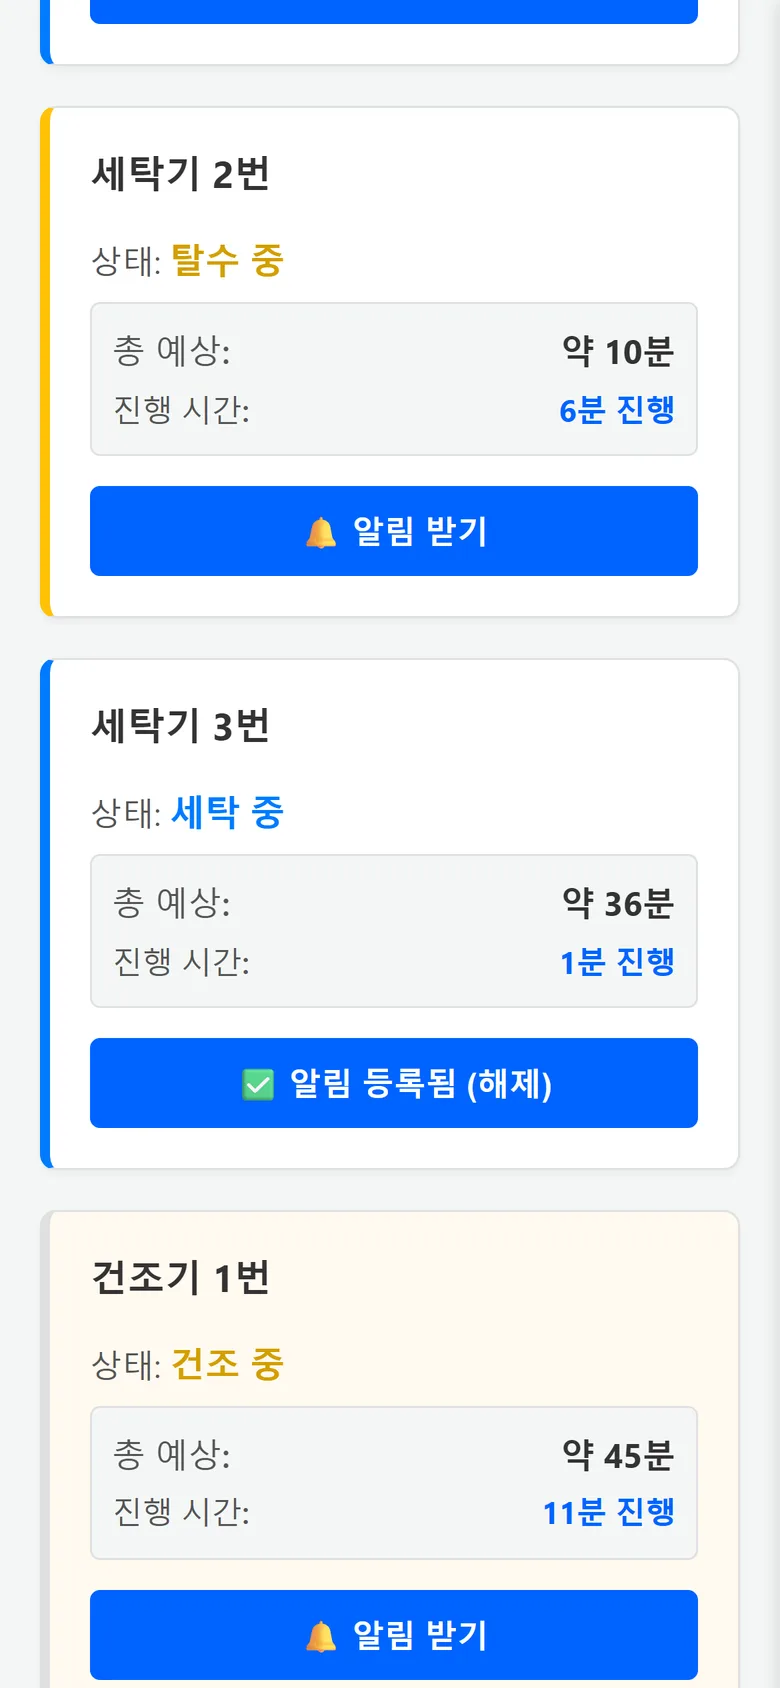 세탁기 2번
상태: 탈수 중
총 예상: 약 10분
진행 시간: 6분 진행
🔔 알림 받기
세탁기 3번
상태: 세탁 중
총 예상: 약 36분
진행 시간: 1분 진행
✅ 알림 등록됨 (해제)
건조기 1번
상태: 건조 중
총 예상: 약 45분
진행 시간: 11분 진행
🔔 알림 받기